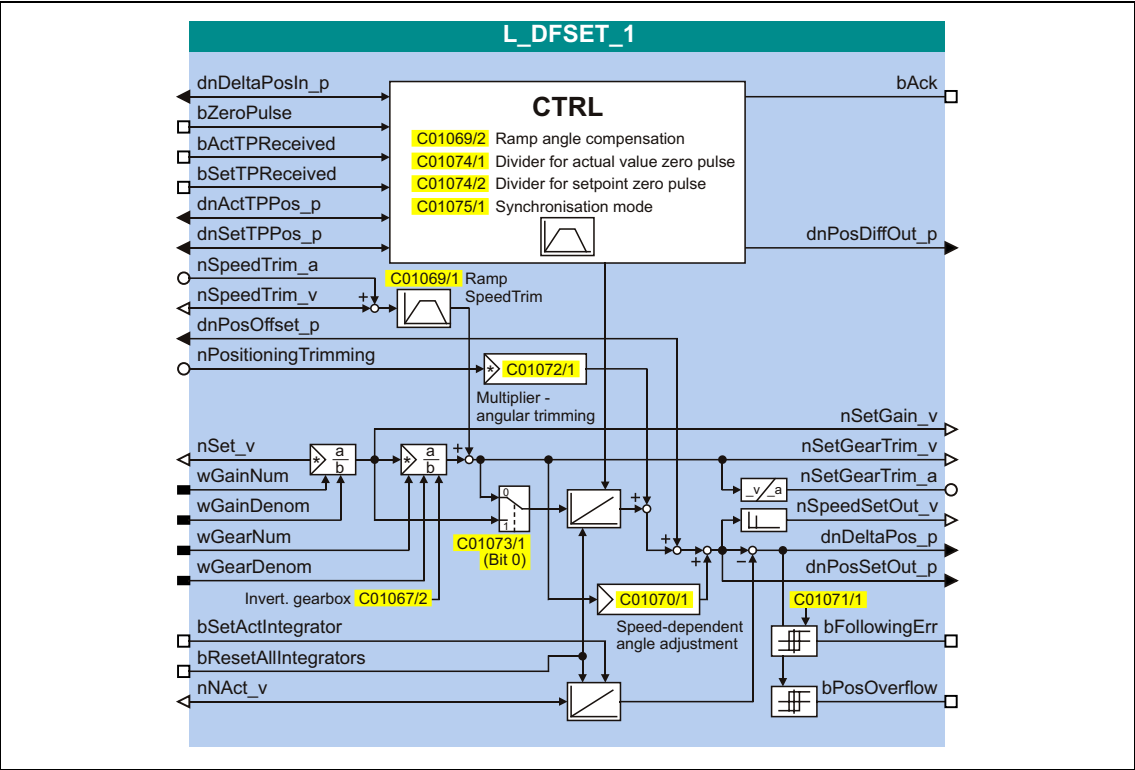 L_DFSET_1
dnDeltaPosIn_p
bZeroPulse
bActTPReceived
bSetTPReceived
dnActTPPos_p
dnSetTPPos_p
nSpeedTrim_a
nSpeedTrim_v
dnPosOffset_p
nPositioningTrimming
nSet_v
wGainNum
wGainDenom
wGearNum
wGearDenom
Invert. gearbox C01067/2
bSetActIntegrator
bResetAllIntegrators
nNAct_v
CTRL
C01069/2 Ramp angle compensation
C01074/1 Divider for actual value zero pulse
C01074/2 Divider for setpoint zero pulse
C01075/1 Synchronisation mode
C01069/1 Ramp
SpeedTrim
+
* C01072/1
Multiplier -
angular trimming
* a
b
* a
b
+
0
1
C01073/1
(Bit 0)
+
+
+
−
C01070/1
Speed-dependent
angle adjustment
_v _a
C01071/1
bAck
dnPosDiffOut_p
nSetGain_v
nSetGearTrim_v
nSetGearTrim_a
nSpeedSetOut_v
dnDeltaPos_p
dnPosSetOut_p
bFollowingErr
bPosOverflow